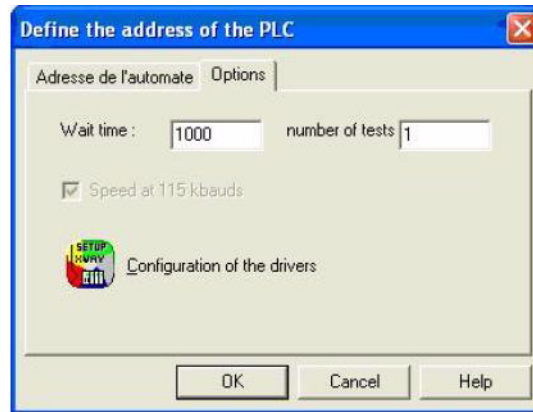 Define the address of the PLC
Adresse de l'automate Options
Wait time : 1000 number of tests 1
Speed at 115 kbauds
SETUP
XWAY
Configuration of the drivers
OK Cancel Help